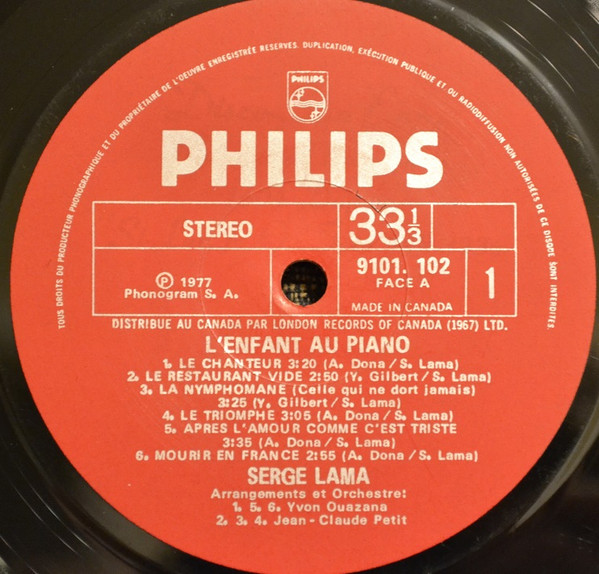 TOUS DROITS DU PRODUCTEUR PHONOGRAPHIQUE ET DU PROPRIÉTAIRE DE L'OEUVRE ENREGISTRÉE RESERVES. DUPLICATION, EXÉCUTION PUBLIQUE ET OU RADIODIFFUSION NON AUTORISÉES DE CE DISQUE SONT INTERDITES.
PHILIPS
PHILIPS
STEREO
33⅓
℗ 1977
Phonogram S. A.
9101. 102
FACE A
1
MADE IN CANADA
DISTRIBUE AU CANADA PAR LONDON RECORDS OF CANADA (1967) LTD.
L'ENFANT AU PIANO
1. LE CHANTEUR 3:20 (A. Dona/S. Lama)
2. LE RESTAURANT VIDE 2:50 (Y. Gilbert/S. Lama)
3. LA NYMPHOMANE (Celle qui ne dort jamais)
3:25 (Y. Gilbert/S. Lama)
4. LE TRIOMPHE 3:05 (A. Dona/S. Lama)
5. APRES L'AMOUR COMME C'EST TRISTE
3:35 (A. Dona/S. Lama)
6. MOURIR EN FRANCE 2:55 (A. Dona/S. Lama)
SERGE LAMA
Arrangements et Orchestre:
1. 5. 6. Yvon Ouazana
2. 3. 4. Jean-Claude Petit